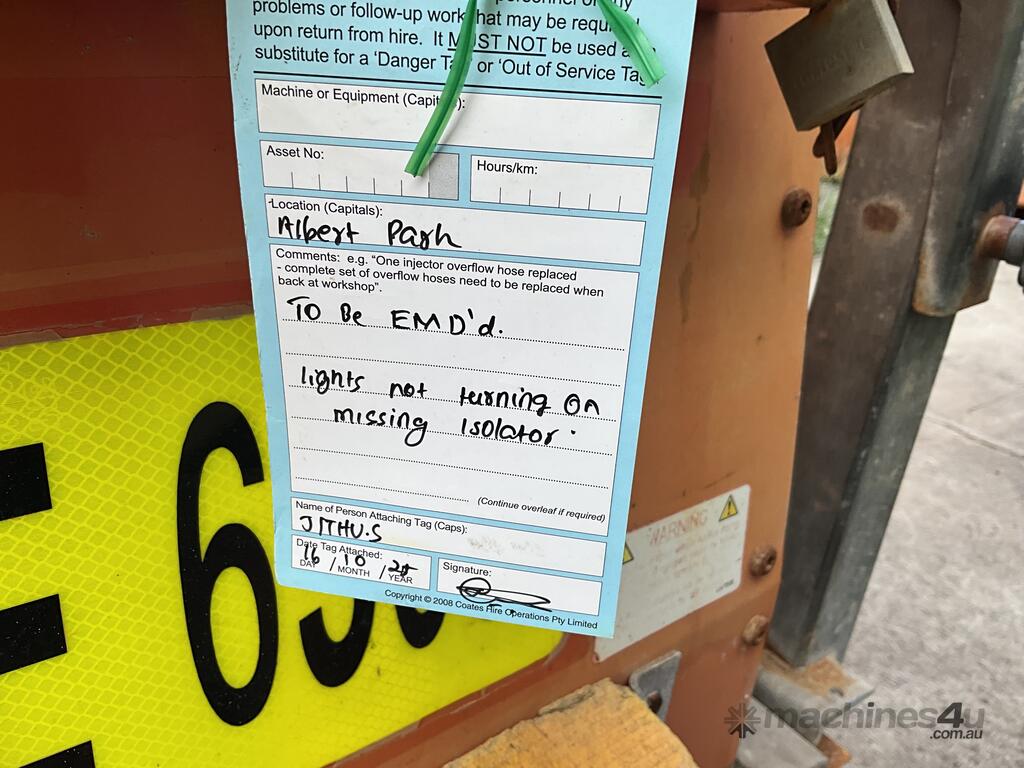 problems or follow-up work that may be
upon return from hire. It MUST NOT be used
substitute for a 'Danger or 'Out of Service
Machine or Equipment
Asset No:
Hours/km:
Location (Capitals):
Albert Park
Comments: e.g. "One injector overflow hose replaced
- complete set of overflow hoses need to be replaced when
back at workshop".
TO Be EMD'd.
lights not turning On
missing isolator.
(Continue overleaf if required)
Name of Person Attaching Tag (Caps):
JITHU.S
Date Tag Attached:
16 / 10 / 25
DAY MONTH YEAR
Signature:
Copyright © 2008 Coates Hire Operations Pty Limited
6
WARNING
machines4u
.com.au